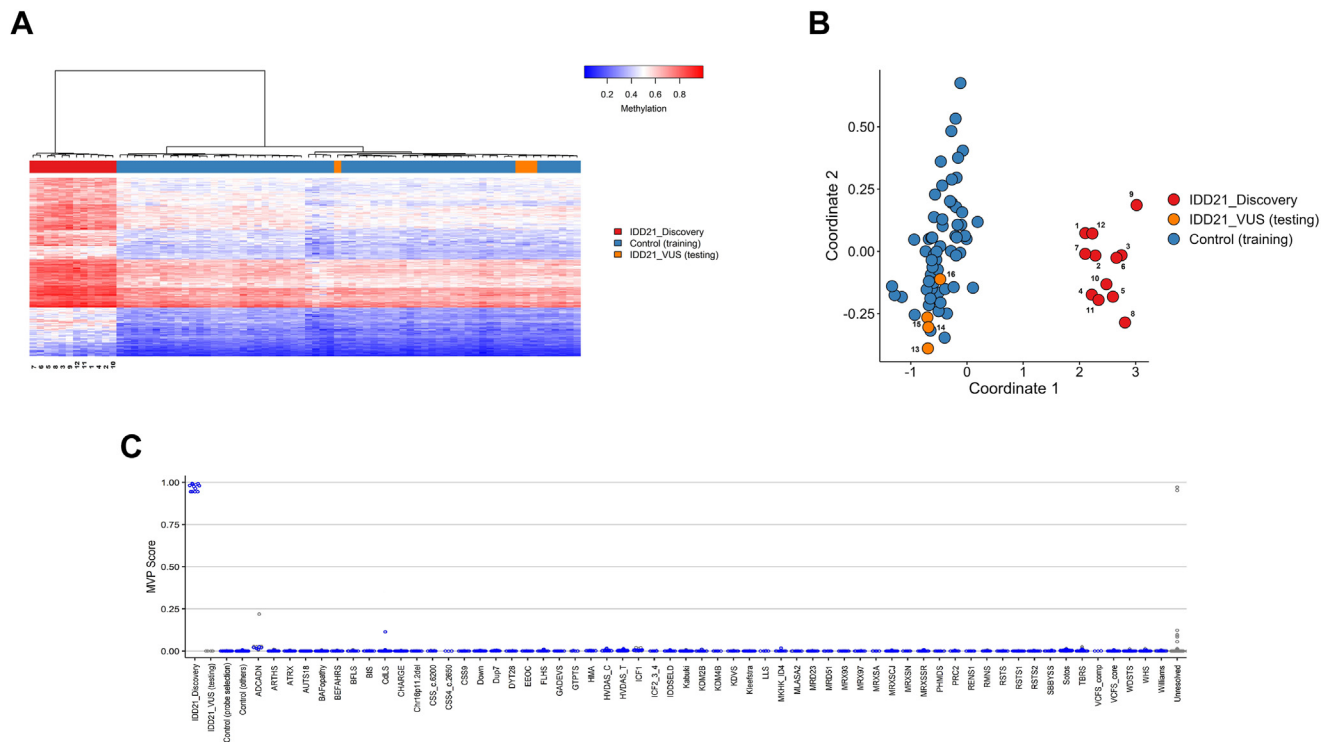 A
0.2 0.4 0.6 0.8
Methylation
IDD21_Discovery
Control (training)
IDD21_VUS (testing)
7 6 5 8 3 9 12 11 1 4 2 10
B
Coordinate 2
0.50
0.25
0.00
-0.25
9
1 12
7 2 3 6
10
4 11 5
8
16
15 14
13
-1 0 1 2 3
Coordinate 1
IDD21_Discovery
IDD21_VUS (testing)
Control (training)
C
MVP Score
1.00
0.75
0.50
0.25
0.00
IDD21_Discovery
IDD21_VUS (testing)
Control (probe selection)
Control (others)
ADCADN
ARTHS
ATRX
AUTS18
BAFopathy
BEFAHRS
BFLS
BIS
CdLS
CHARGE
Chr16p11.2del
CSS_c.6200
CSS4_c.2650
CSS9
Down
Dup7
DYT28
EEOC
FLHS
GADEVS
GTPTS
HMA
HVDAS_C
HVDAS_T
ICF1
ICF2_3_4
IDDSELD
Kabuki
KDM2B
KDM4B
KDVS
Kleefstra
LLS
MKHK_ID4
MLASA2
MRD23
MRD51
MRX93
MRX97
MRXSA
MRXSCJ
MRXSN
MRXSSR
PHMDS
PRC2
RENS1
RMNS
RSTS
RSTS1
RSTS2
SBBYSS
Sotos
TBRS
VCFS_comp
VCFS_core
WDSTS
WHS
Williams
Unresolved